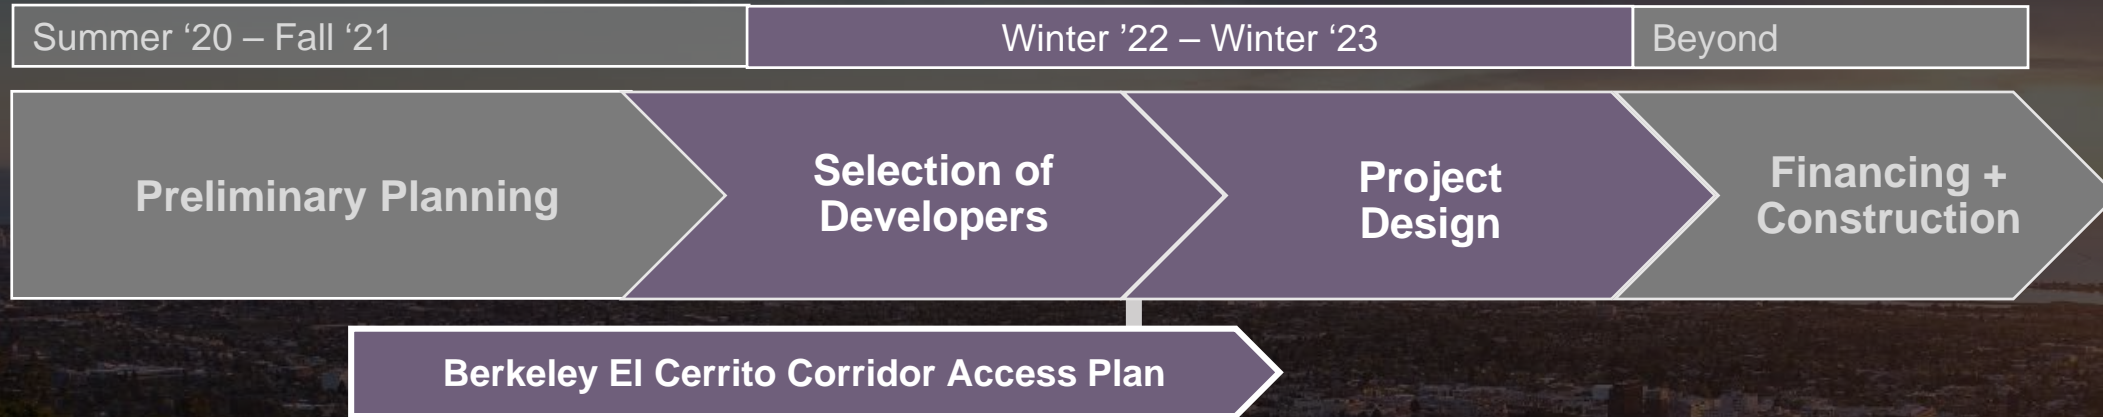 Summer ‘20 – Fall ‘21
Winter ’22 – Winter ‘23
Beyond
Preliminary Planning
Selection of
Developers
Project
Design
Financing +
Construction
Berkeley El Cerrito Corridor Access Plan